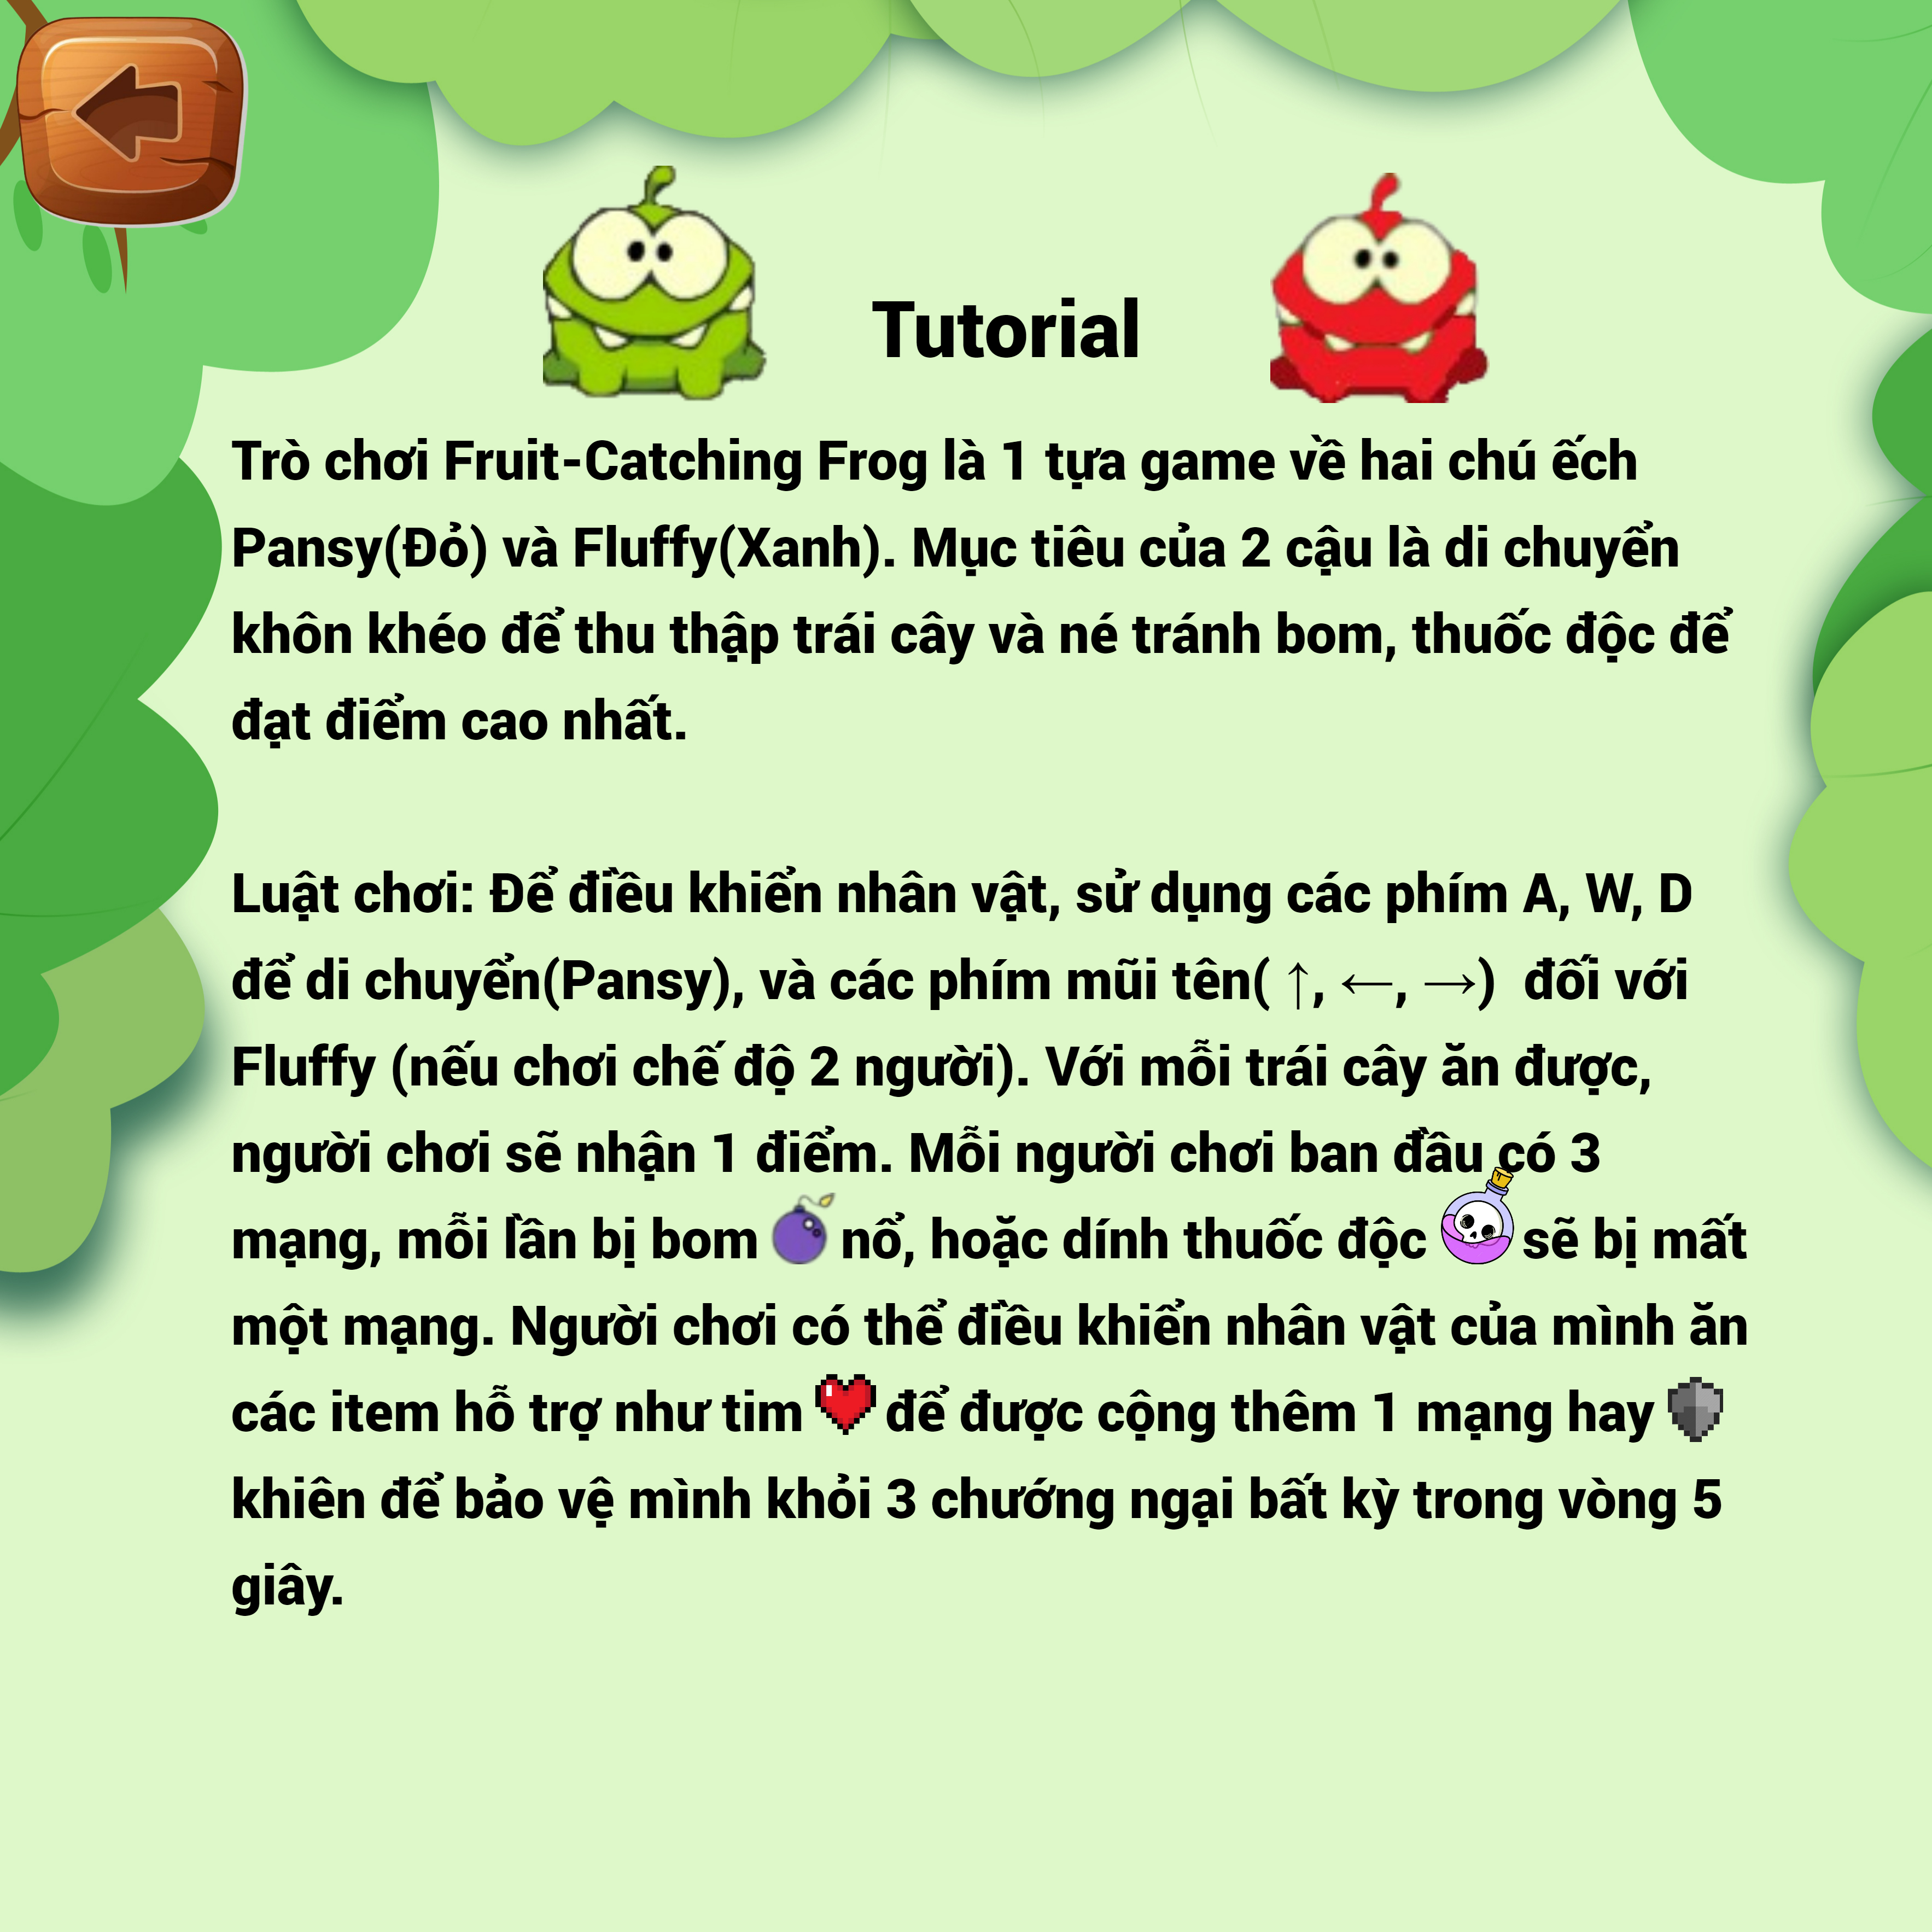 Tutorial
Trò chơi Fruit-Catching Frog là 1 tựa game về hai chú ếch
Pansy(Đỏ) và Fluffy(Xanh). Mục tiêu của 2 cậu là di chuyển
khôn khéo để thu thập trái cây và né tránh bom, thuốc độc để
đạt điểm cao nhất.
Luật chơi: Để điều khiển nhân vật, sử dụng các phím A, W, D
để di chuyển(Pansy), và các phím mũi tên( ↑, ←, →)  đối với
Fluffy (nếu chơi chế độ 2 người). Với mỗi trái cây ăn được,
người chơi sẽ nhận 1 điểm. Mỗi người chơi ban đầu có 3
mạng, mỗi lần bị bom nổ, hoặc dính thuốc độc sẽ bị mất
một mạng. Người chơi có thể điều khiển nhân vật của mình ăn
các item hỗ trợ như tim để được cộng thêm 1 mạng hay
khiên để bảo vệ mình khỏi 3 chướng ngại bất kỳ trong vòng 5
giây.